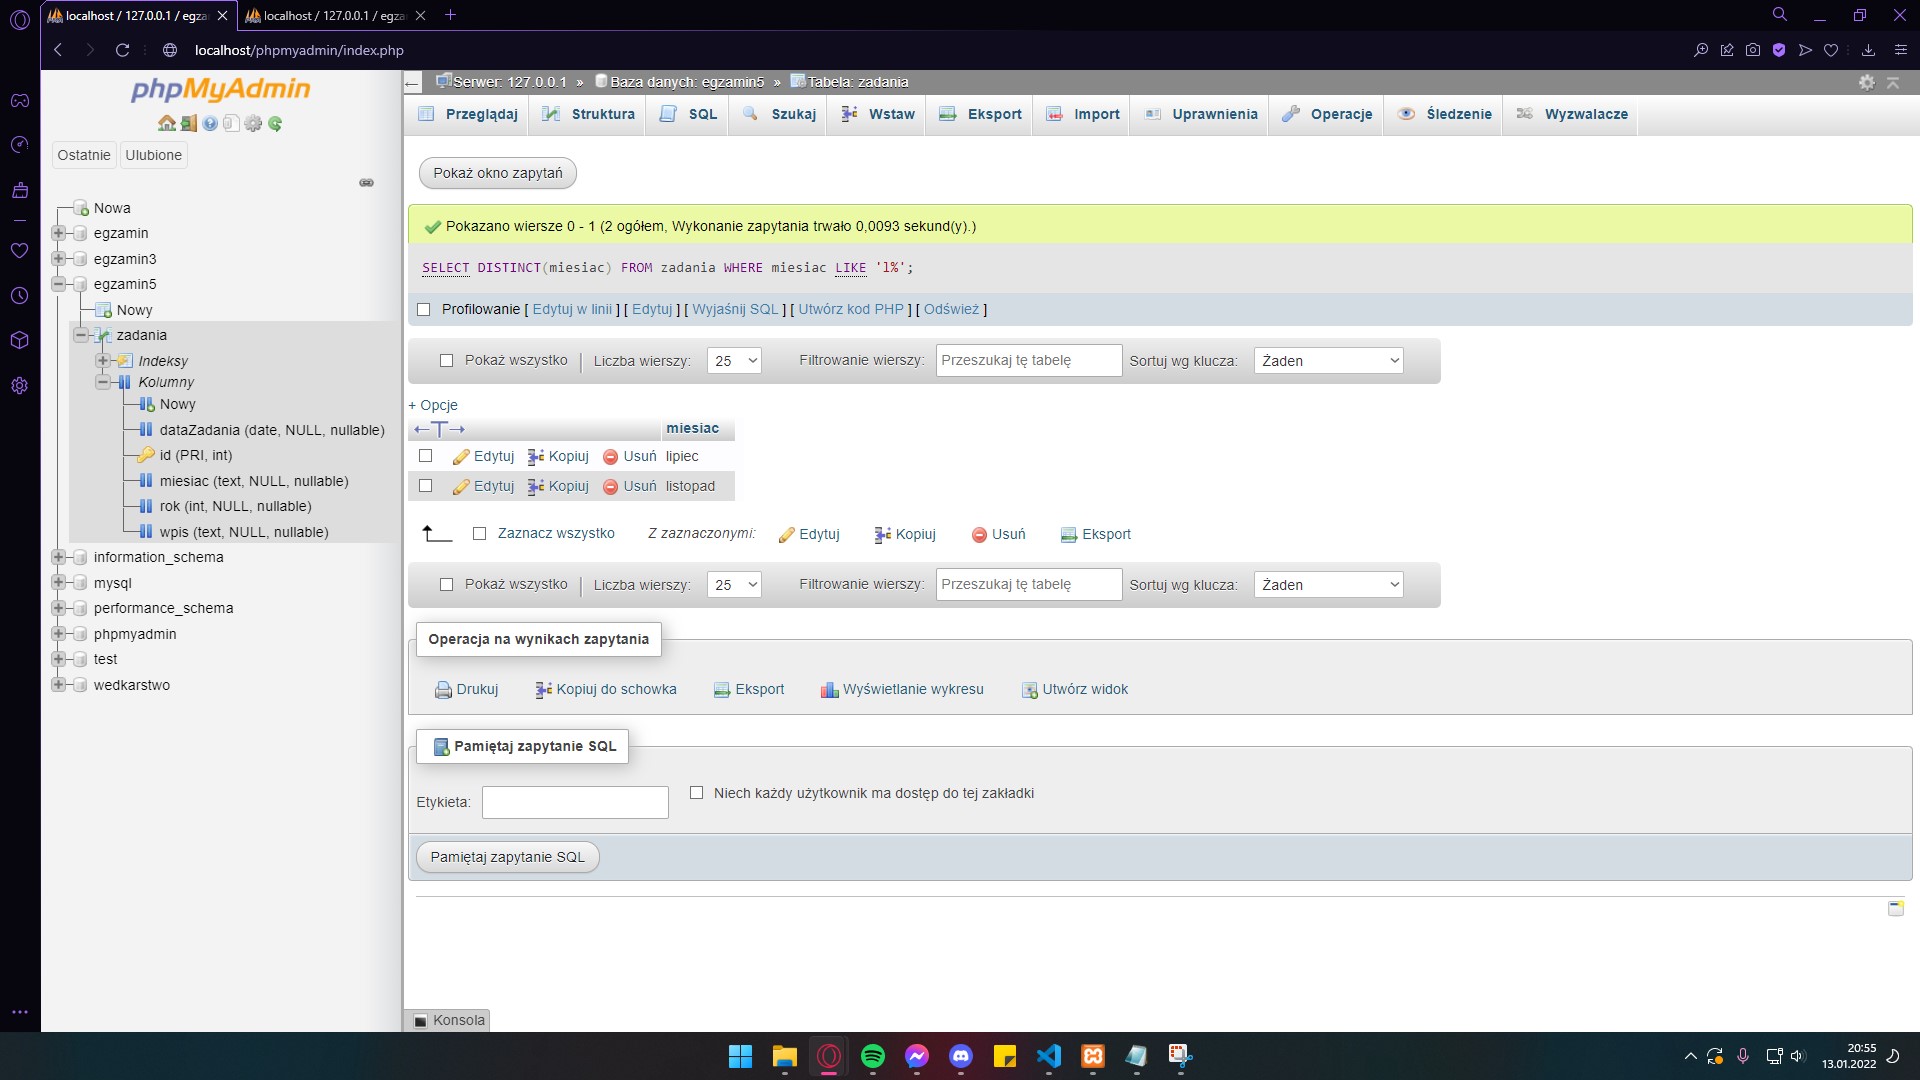 localhost / 127.0.0.1 / egza
localhost / 127.0.0.1 / egza
localhost/phpmyadmin/index.php
phpMyAdmin
Ostatnie
Ulubione
Nowa
egzamin
egzamin3
egzamin5
Nowy
zadania
Indeksy
Kolumny
Nowy
dataZadania (date, NULL, nullable)
id (PRI, int)
miesiac (text, NULL, nullable)
rok (int, NULL, nullable)
wpis (text, NULL, nullable)
information_schema
mysql
performance_schema
phpmyadmin
test
wedkarstwo
Serwer: 127.0.0.1 » Baza danych: egzamin5 » Tabela: zadania
Przeglądaj Struktura SQL Szukaj Wstaw Eksport Import Uprawnienia Operacje Śledzenie Wyzwalacze
Pokaż okno zapytań
Pokazano wiersze 0 - 1 (2 ogółem, Wykonanie zapytania trwało 0,0093 sekund(y).)
SELECT DISTINCT(miesiac) FROM zadania WHERE miesiac LIKE 'l%';
Profilowanie [ Edytuj w linii ] [ Edytuj ] [ Wyjaśnij SQL ] [ Utwórz kod PHP ] [ Odśwież ]
Pokaż wszystko | Liczba wierszy: 25 Filtrowanie wierszy: Przeszukaj tę tabelę Sortuj wg klucza: Żaden
+ Opcje
←T→ miesiac
Edytuj Kopiuj Usuń lipiec
Edytuj Kopiuj Usuń listopad
Zaznacz wszystko Z zaznaczonymi: Edytuj Kopiuj Usuń Eksport
Pokaż wszystko | Liczba wierszy: 25 Filtrowanie wierszy: Przeszukaj tę tabelę Sortuj wg klucza: Żaden
Operacja na wynikach zapytania
Drukuj Kopiuj do schowka Eksport Wyświetlanie wykresu Utwórz widok
Pamiętaj zapytanie SQL
Etykieta: Niech każdy użytkownik ma dostęp do tej zakładki
Pamiętaj zapytanie SQL
Konsola
20:55
13.01.2022